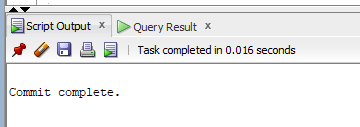 Script Output x Query Result x
Task completed in 0.016 seconds
Commit complete.